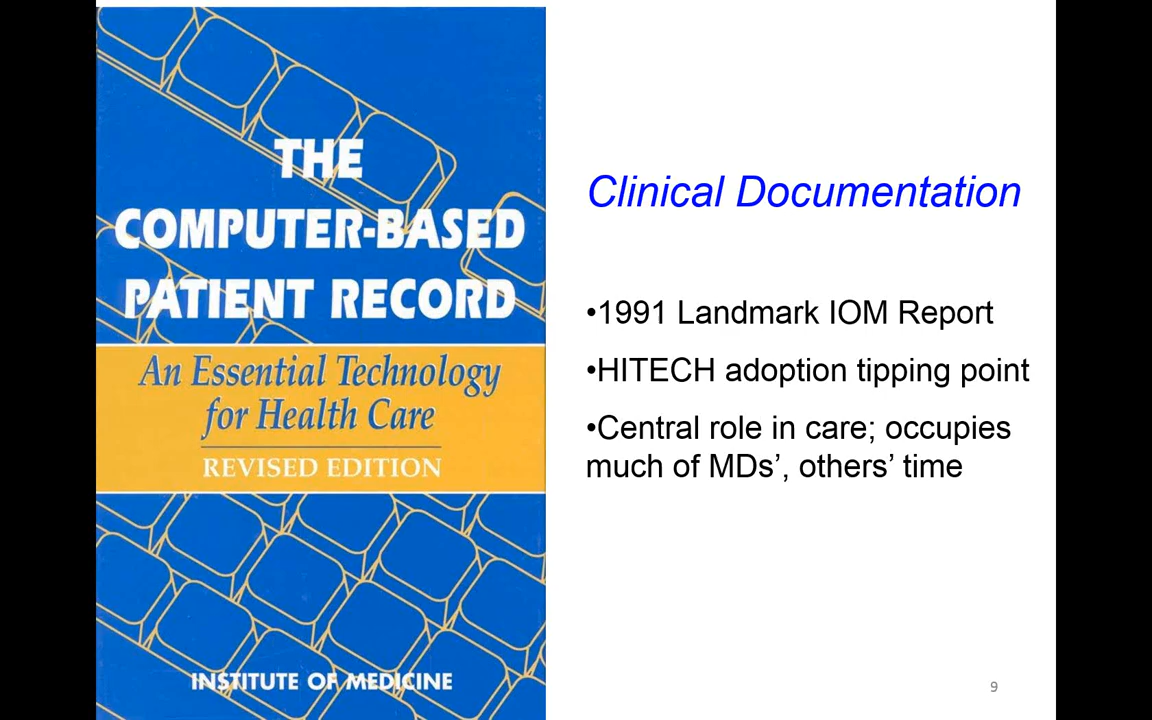 THE
COMPUTER-BASED
PATIENT RECORD
An Essential Technology
for Health Care
REVISED EDITION
INSTITUTE OF MEDICINE
Clinical Documentation
•1991 Landmark IOM Report
•HITECH adoption tipping point
•Central role in care; occupies
much of MDs’, others’ time
9